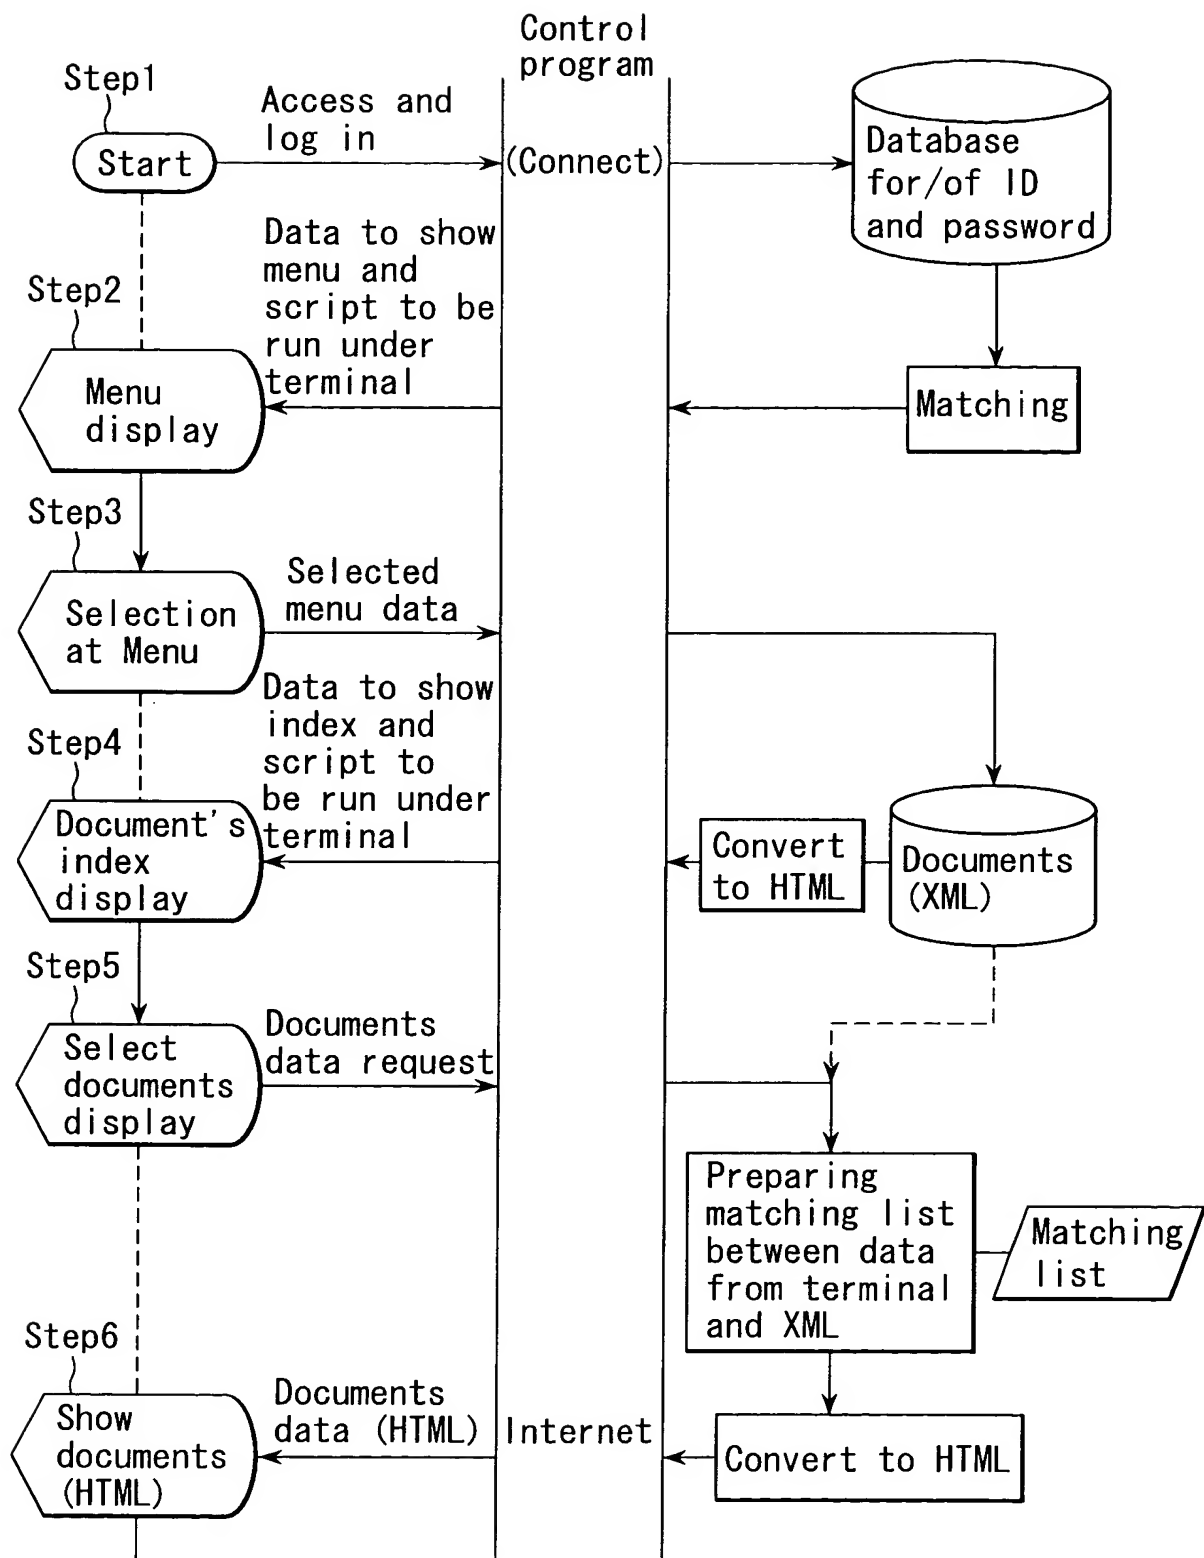 Control
program
Step1
Access and
log in
Start
(Connect)
Database
for/of ID
and password
Data to show
menu and
script to be
run under
terminal
Step2
Menu
display
Matching
Step3
Selected
menu data
Selection
at Menu
Data to show
index and
script to
be run under
terminal
Step4
Document's
index
display
Convert
to HTML
Documents
(XML)
Step5
Documents
data request
Select
documents
display
Preparing
matching list
between data
from terminal
and XML
Matching
list
Step6
Documents
data (HTML)
Internet
Show
documents
(HTML)
Convert to HTML